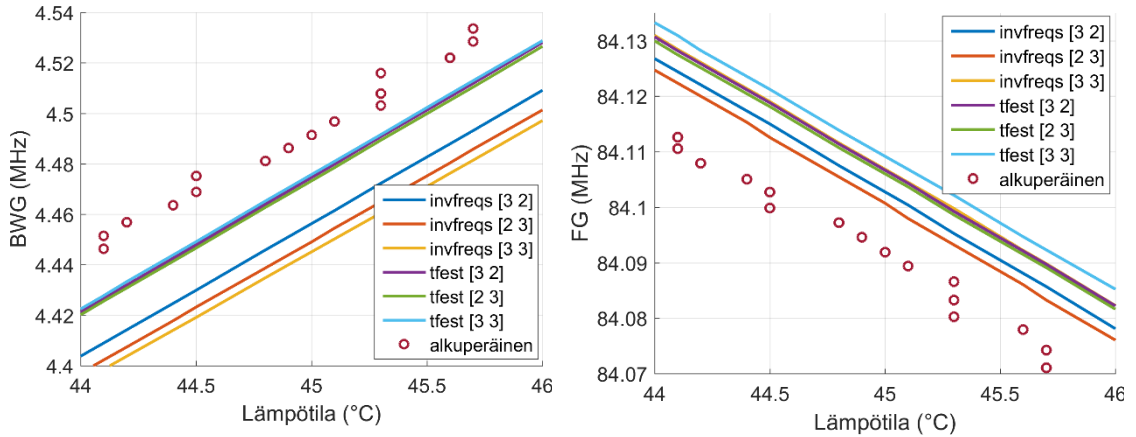 4.54
4.52
4.5
4.48
4.46
4.44
4.42
4.4
BWG (MHz)
44
44.5
45
45.5
46
Lämpötila (°C)
invfreqs [3 2]
invfreqs [2 3]
invfreqs [3 3]
tfest [3 2]
tfest [2 3]
tfest [3 3]
alkuperäinen
84.13
84.12
84.11
84.1
84.09
84.08
84.07
FG (MHz)
44
44.5
45
45.5
46
Lämpötila (°C)
invfreqs [3 2]
invfreqs [2 3]
invfreqs [3 3]
tfest [3 2]
tfest [2 3]
tfest [3 3]
alkuperäinen